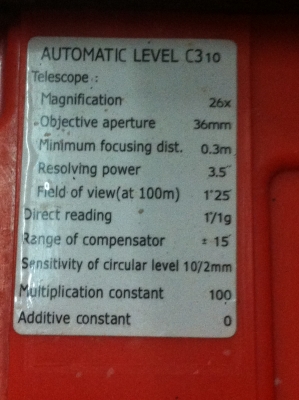 AUTOMATIC LEVEL C310
Telescope :
Magnification 26x
Objective aperture 36mm
Minimum focusing dist. 0.3m
Resolving power 3.5″
Field of view(at 100m) 1°25′
Direct reading 1°/1g
Range of compensator ± 15′
Sensitivity of circular level 10′/2mm
Multiplication constant 100
Additive constant 0